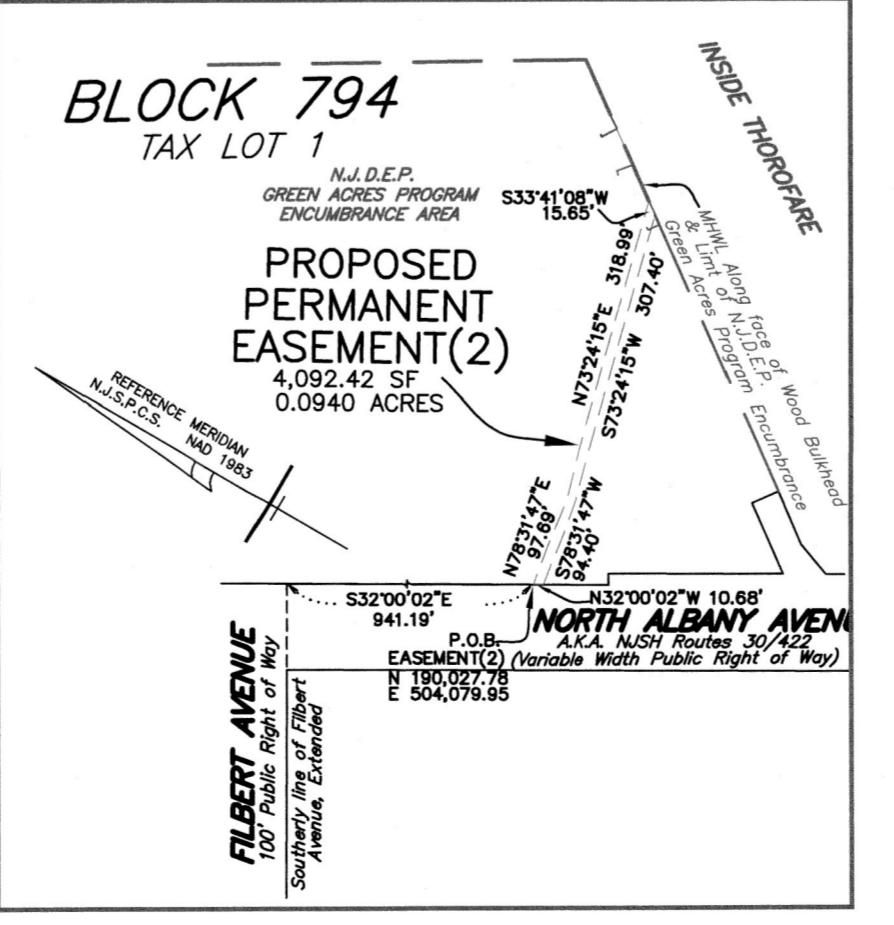 BLOCK 794
TAX LOT 1
N.J.D.E.P.
GREEN ACRES PROGRAM
ENCUMBRANCE AREA
INSIDE THOROFARE
S33°41'08"W
15.65'
MHWL Along face of Wood Bulkhead
& Limt of N.J.D.E.P.
Green Acres Program Encumbrance
PROPOSED
PERMANENT
EASEMENT(2)
4,092.42 SF
0.0940 ACRES
N73°24'15"E 318.99'
S73°24'15"W 307.40'
REFERENCE MERIDIAN
N.J.S.P.C.S. NAD 1983
N78°31'47"E
97.69'
S78°31'47"W
94.40'
S32°00'02"E
941.19'
N32°00'02"W 10.68'
NORTH ALBANY AVEN
A.K.A. NJSH Routes 30/422
(Variable Width Public Right of Way)
P.O.B.
EASEMENT(2)
N 190,027.78
E 504,079.95
FILBERT AVENUE
100' Public Right of Way
Southerly line of Filbert
Avenue, Extended